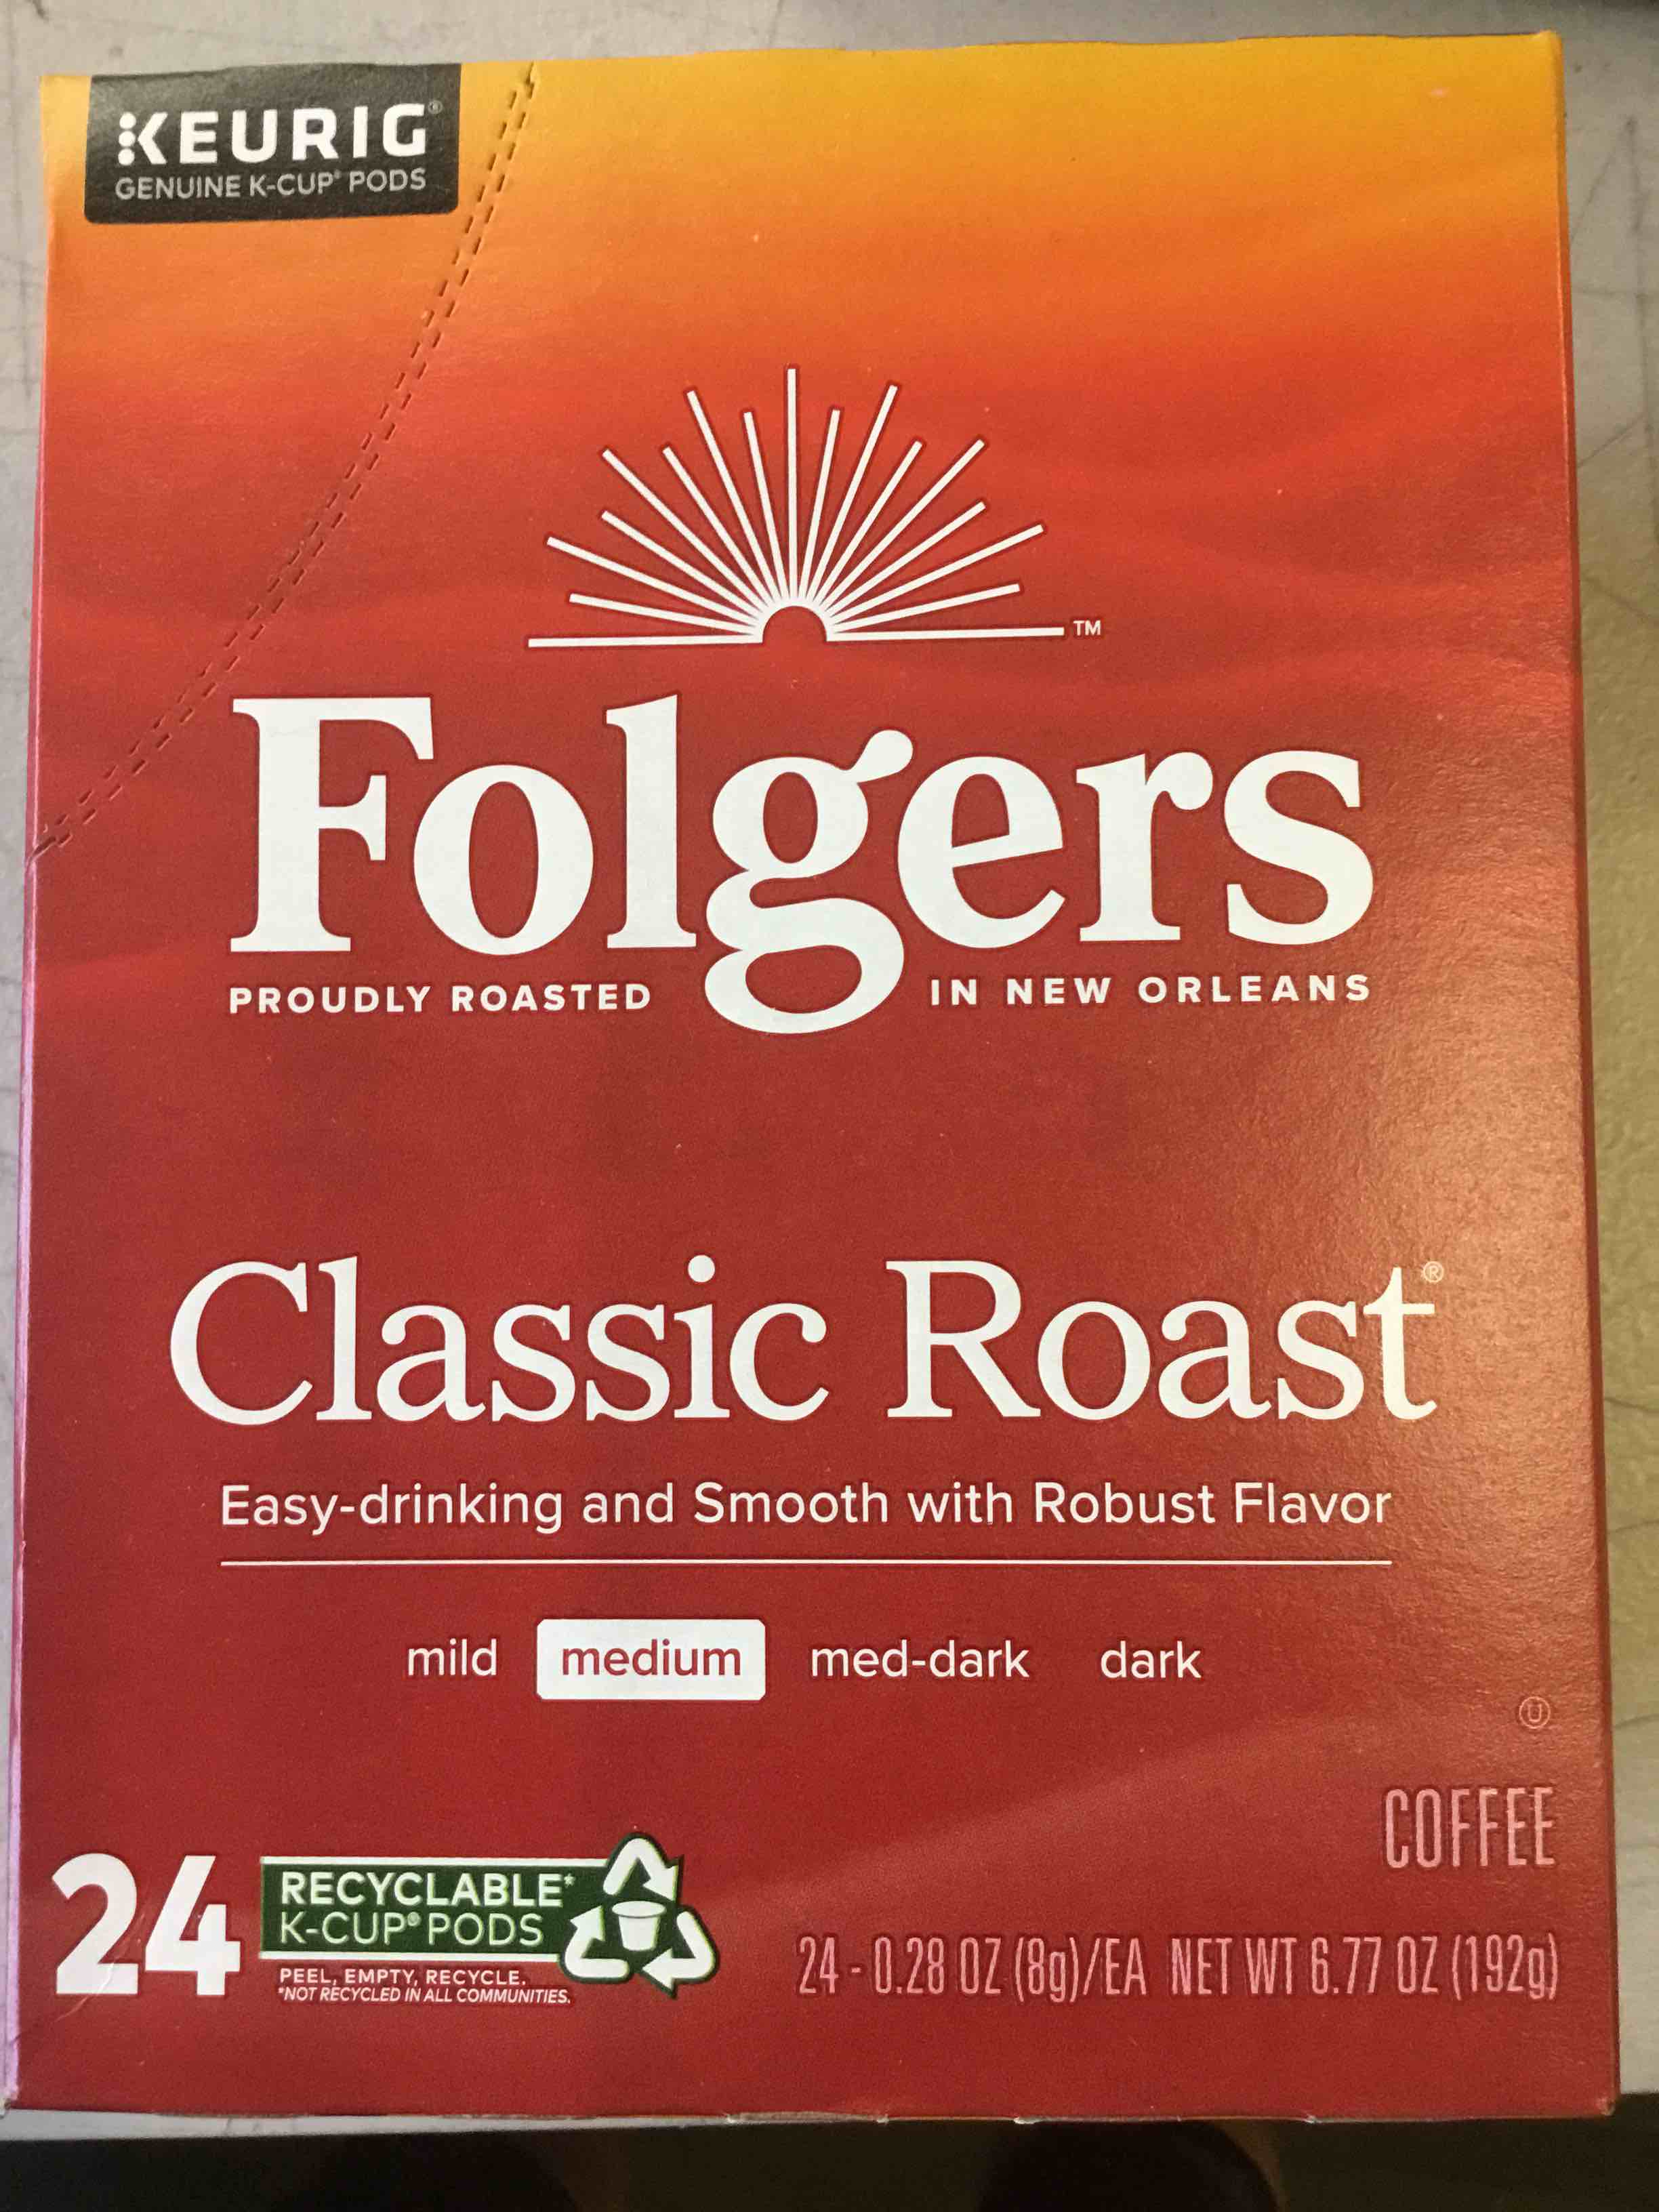 KEURIG®
GENUINE K-CUP® PODS
TM
Folgers
PROUDLY ROASTED IN NEW ORLEANS
Classic Roast®
Easy-drinking and Smooth with Robust Flavor
mild medium med-dark dark
U
COFFEE
24
RECYCLABLE*
K-CUP® PODS
PEEL, EMPTY, RECYCLE.
*NOT RECYCLED IN ALL COMMUNITIES.
24 - 0.28 OZ (8g)/EA NET WT 6.77 OZ (192g)